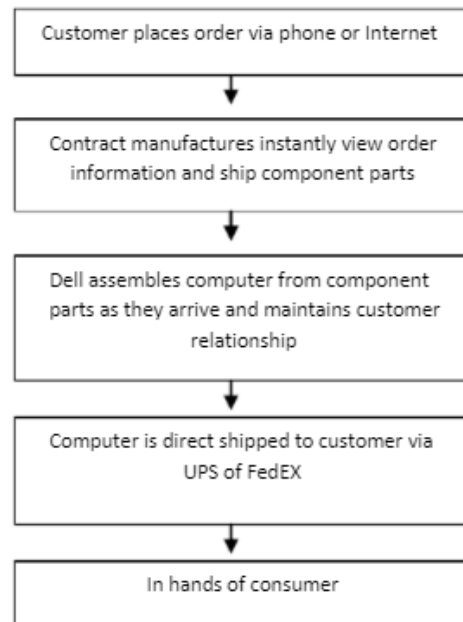 Customer places order via phone or Internet
Contract manufactures instantly view order
information and ship component parts
Dell assembles computer from component
parts as they arrive and maintains customer
relationship
Computer is direct shipped to customer via
UPS of FedEX
In hands of consumer